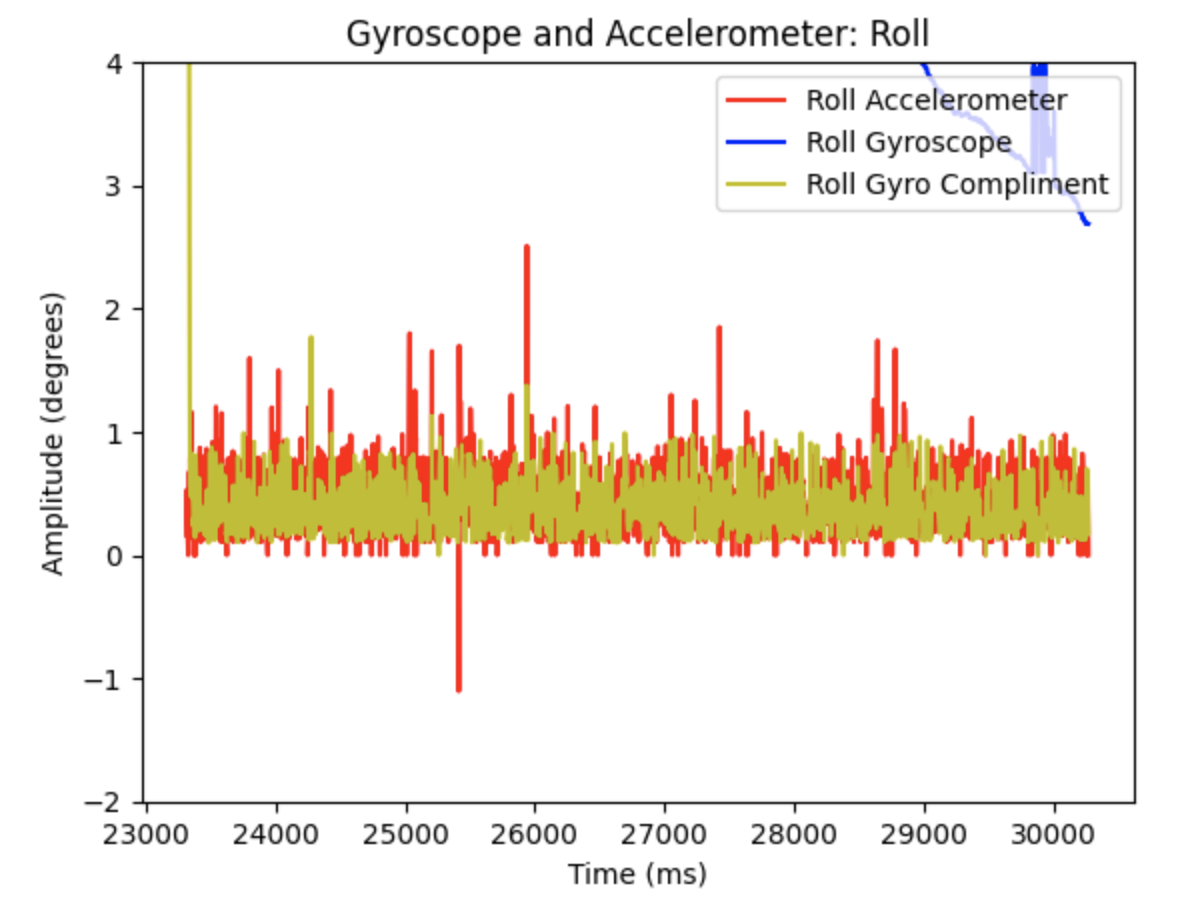 Gyroscope and Accelerometer: Roll
4
3
2
1
0
−1
−2
Amplitude (degrees)
Roll Accelerometer
Roll Gyroscope
Roll Gyro Compliment
23000 24000 25000 26000 27000 28000 29000 30000
Time (ms)